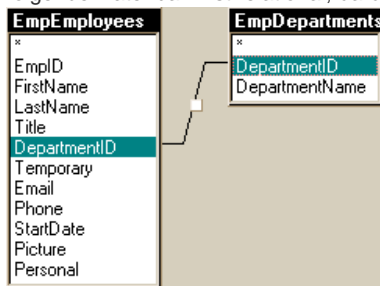 EmpEmployees
*
EmpID
FirstName
LastName
Title
DepartmentID
Temporary
Email
Phone
StartDate
Picture
Personal
EmpDepartments
*
DepartmentID
DepartmentName